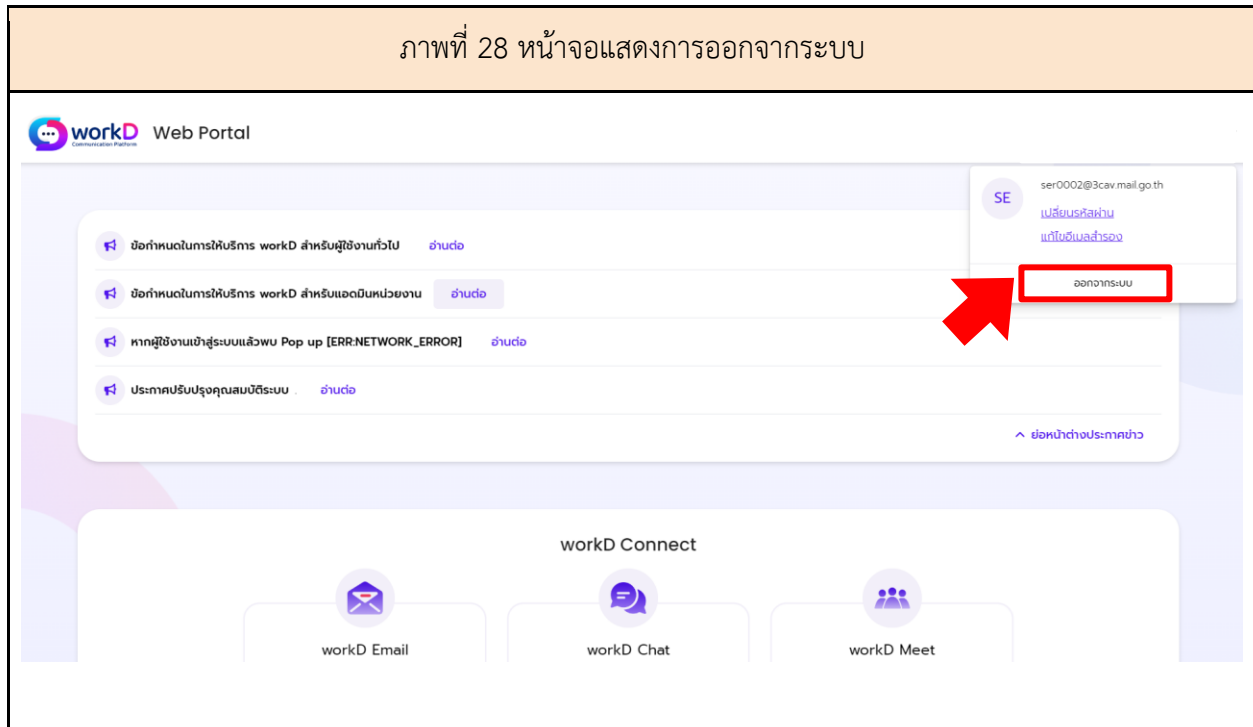 ภาพที่ 28 หน้าจอแสดงการออกจากระบบ
workD Web Portal
Communication Platform
SE
ser0002@3cav.mail.go.th
เปลี่ยนรหัสผ่าน
แก้ไขอีเมลสำรอง
ออกจากระบบ
ข้อกำหนดในการให้บริการ workD สำหรับผู้ใช้งานทั่วไป อ่านต่อ
ข้อกำหนดในการให้บริการ workD สำหรับแอดมินหน่วยงาน อ่านต่อ
หากผู้ใช้งานเข้าสู่ระบบแล้วพบ Pop up [ERR:NETWORK_ERROR] อ่านต่อ
ประกาศปรับปรุงคุณสมบัติระบบ . อ่านต่อ
ย่อหน้าต่างประกาศข่าว
workD Connect
workD Email
workD Chat
workD Meet